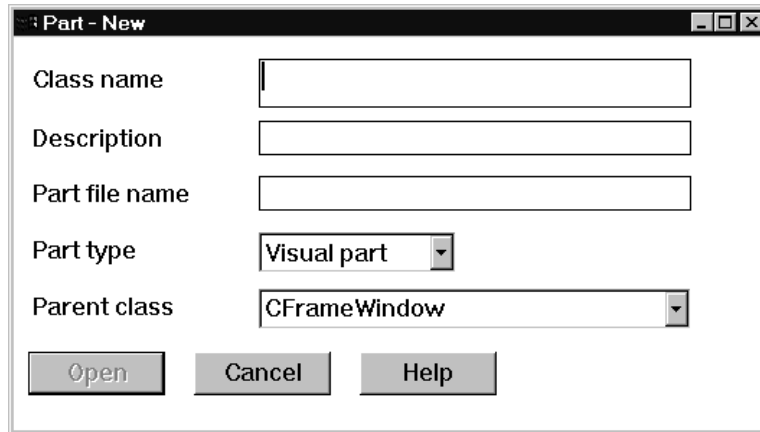 Part - New
Class name
Description
Part file name
Part type Visual part
Parent class CFrameWindow
Open Cancel Help